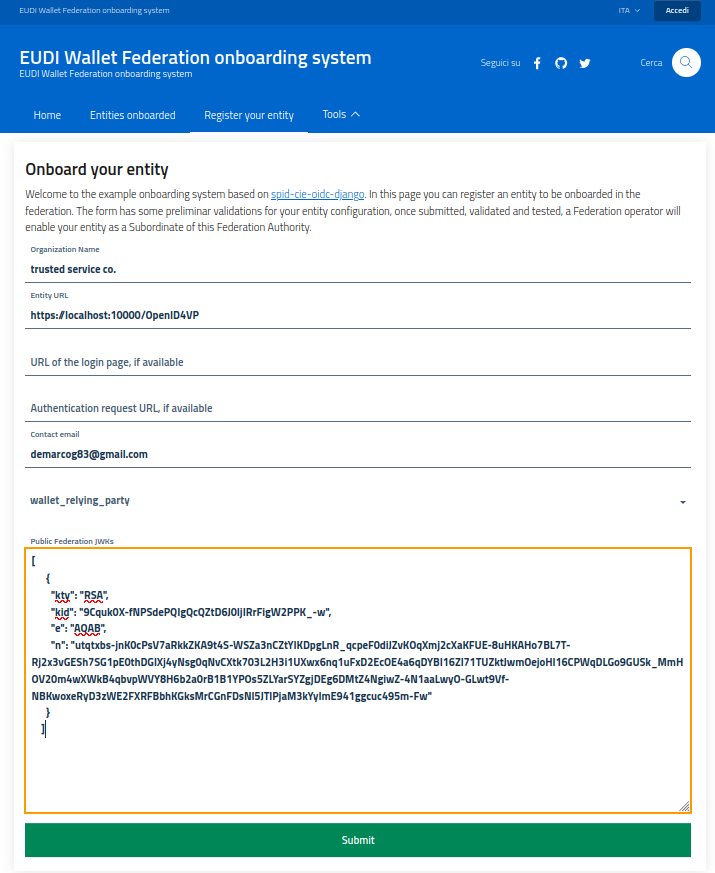 EUDI Wallet Federation onboarding system
ITA
Accedi
EUDI Wallet Federation onboarding system
EUDI Wallet Federation onboarding system
Seguici su
Cerca
Home
Entities onboarded
Register your entity
Tools
Onboard your entity
Welcome to the example onboarding system based on spid-cie-oidc-django. In this page you can register an entity to be onboarded in the
federation. The form has some preliminar validations for your entity configuration, once submitted, validated and tested, a Federation operator will
enable your entity as a Subordinate of this Federation Authority.
Organization Name
trusted service co.
Entity URL
https://localhost:10000/OpenID4VP
URL of the login page, if available
Authentication request URL, if available
Contact email
demarcog83@gmail.com
wallet_relying_party
Public Federation JWKs
[
{
"kty": "RSA",
"kid": "9Cquk0X-fNPSdePQIgQcQZtD6J0IjIRrFigW2PPK_-w",
"e": "AQAB",
"n": "utqtxbs-jnK0cPsV7aRkkZKA9t4S-WSZa3nCZtYIKDpgLnR_qcpeF0diJZvKOqXmj2cXaKFUE-8uHKAHo7BL7T-
Rj2x3vGESh7SG1pE0thDGlXj4yNsg0qNvCXtk703L2H3i1UXwx6nq1uFxD2EcOE4a6qDYBI16Zl71TUZktJwmOejoHl16CPWqDLGo9GUSk_MmH
OV20m4wXWkB4qbvpWVY8H6b2a0rB1B1YPOs5ZLYarSYZgjDEg6DMtZ4NgiwZ-4N1aaLwyO-GLwt9Vf-
NBKwoxeRyD3zWE2FXRFBbhKGksMrCGnFDsNl5JTlPjaM3kYyImE941ggcuc495m-Fw"
}
]
Submit